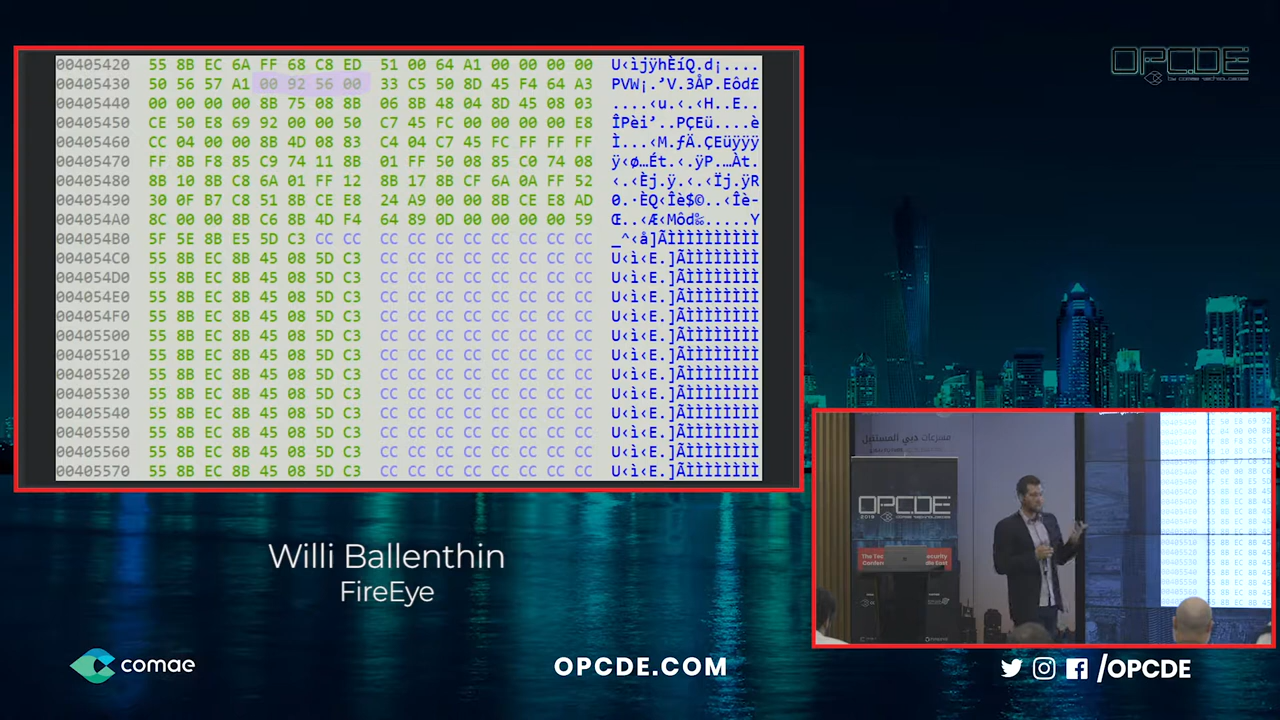 OPCDE
by COMAE TECHNOLOGIES
00405420 55 8B EC 6A FF 68 C8 ED 51 00 64 A1 00 00 00 00 U‹ìjÿhÈíQ.d¡....
00405430 50 56 57 A1 00 92 56 00 33 C5 50 8D 45 F4 64 A3 PVW¡.’V.3ÅP.Eôd£
00405440 00 00 00 00 8B 75 08 8B 06 8B 48 04 8D 45 08 03 ....‹u.‹.‹H..E..
00405450 CE 50 E8 69 92 00 00 50 C7 45 FC 00 00 00 00 E8 ÎPèi’..PÇEü....è
00405460 CC 04 00 00 8B 4D 08 83 C4 04 C7 45 FC FF FF FF Ì...‹M.ƒÄ.ÇEüÿÿÿ
00405470 FF 8B F8 85 C9 74 11 8B 01 FF 50 08 85 C0 74 08 ÿ‹ø…Ét.‹.ÿP.…Àt.
00405480 8B 10 8B C8 6A 01 FF 12 8B 17 8B CF 6A 0A FF 52 ‹.‹Èj.ÿ.‹.‹Ïj.ÿR
00405490 30 0F B7 C8 51 8B CE E8 24 A9 00 00 8B CE E8 AD 0.·ÈQ‹Îè$©..‹Îè-
004054A0 8C 00 00 8B C6 8B 4D F4 64 89 0D 00 00 00 00 59 Œ..‹Æ‹Môd‰.....Y
004054B0 5F 5E 8B E5 5D C3 CC CC CC CC CC CC CC CC CC CC _^‹å]ÃÌÌÌÌÌÌÌÌÌÌ
004054C0 55 8B EC 8B 45 08 5D C3 CC CC CC CC CC CC CC CC U‹ì‹E.]ÃÌÌÌÌÌÌÌÌ
004054D0 55 8B EC 8B 45 08 5D C3 CC CC CC CC CC CC CC CC U‹ì‹E.]ÃÌÌÌÌÌÌÌÌ
004054E0 55 8B EC 8B 45 08 5D C3 CC CC CC CC CC CC CC CC U‹ì‹E.]ÃÌÌÌÌÌÌÌÌ
004054F0 55 8B EC 8B 45 08 5D C3 CC CC CC CC CC CC CC CC U‹ì‹E.]ÃÌÌÌÌÌÌÌÌ
00405500 55 8B EC 8B 45 08 5D C3 CC CC CC CC CC CC CC CC U‹ì‹E.]ÃÌÌÌÌÌÌÌÌ
00405510 55 8B EC 8B 45 08 5D C3 CC CC CC CC CC CC CC CC U‹ì‹E.]ÃÌÌÌÌÌÌÌÌ
00405520 55 8B EC 8B 45 08 5D C3 CC CC CC CC CC CC CC CC U‹ì‹E.]ÃÌÌÌÌÌÌÌÌ
00405530 55 8B EC 8B 45 08 5D C3 CC CC CC CC CC CC CC CC U‹ì‹E.]ÃÌÌÌÌÌÌÌÌ
00405540 55 8B EC 8B 45 08 5D C3 CC CC CC CC CC CC CC CC U‹ì‹E.]ÃÌÌÌÌÌÌÌÌ
00405550 55 8B EC 8B 45 08 5D C3 CC CC CC CC CC CC CC CC U‹ì‹E.]ÃÌÌÌÌÌÌÌÌ
00405560 55 8B EC 8B 45 08 5D C3 CC CC CC CC CC CC CC CC U‹ì‹E.]ÃÌÌÌÌÌÌÌÌ
00405570 55 8B EC 8B 45 08 5D C3 CC CC CC CC CC CC CC CC U‹ì‹E.]ÃÌÌÌÌÌÌÌÌ
دبي المستقبل
OPCDE
2019 COMAE TECHNOLOGIES
Willi Ballenthin
FireEye
comae
OPCDE.COM
/OPCDE